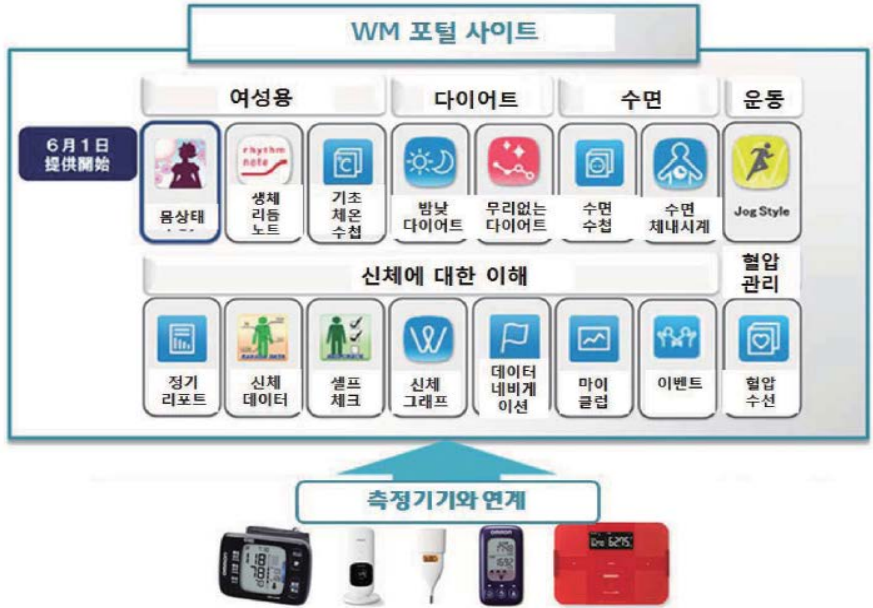 WM 포털 사이트
여성용
다이어트
수면
운동
6月1日
提供開始
몸상태
rhythm
note
생체
리듬
노트
℃
기초
체온
수첩
밤낮
다이어트
무리없는
다이어트
수면
수첩
수면
체내시계
Jog Style
신체에 대한 이해
혈압
관리
정기
리포트
신체
데이터
셀프
체크
신체
그래프
데이터
네비게
이션
마이
클럽
이벤트
혈압
수선
측정기기와 연계
OMRON